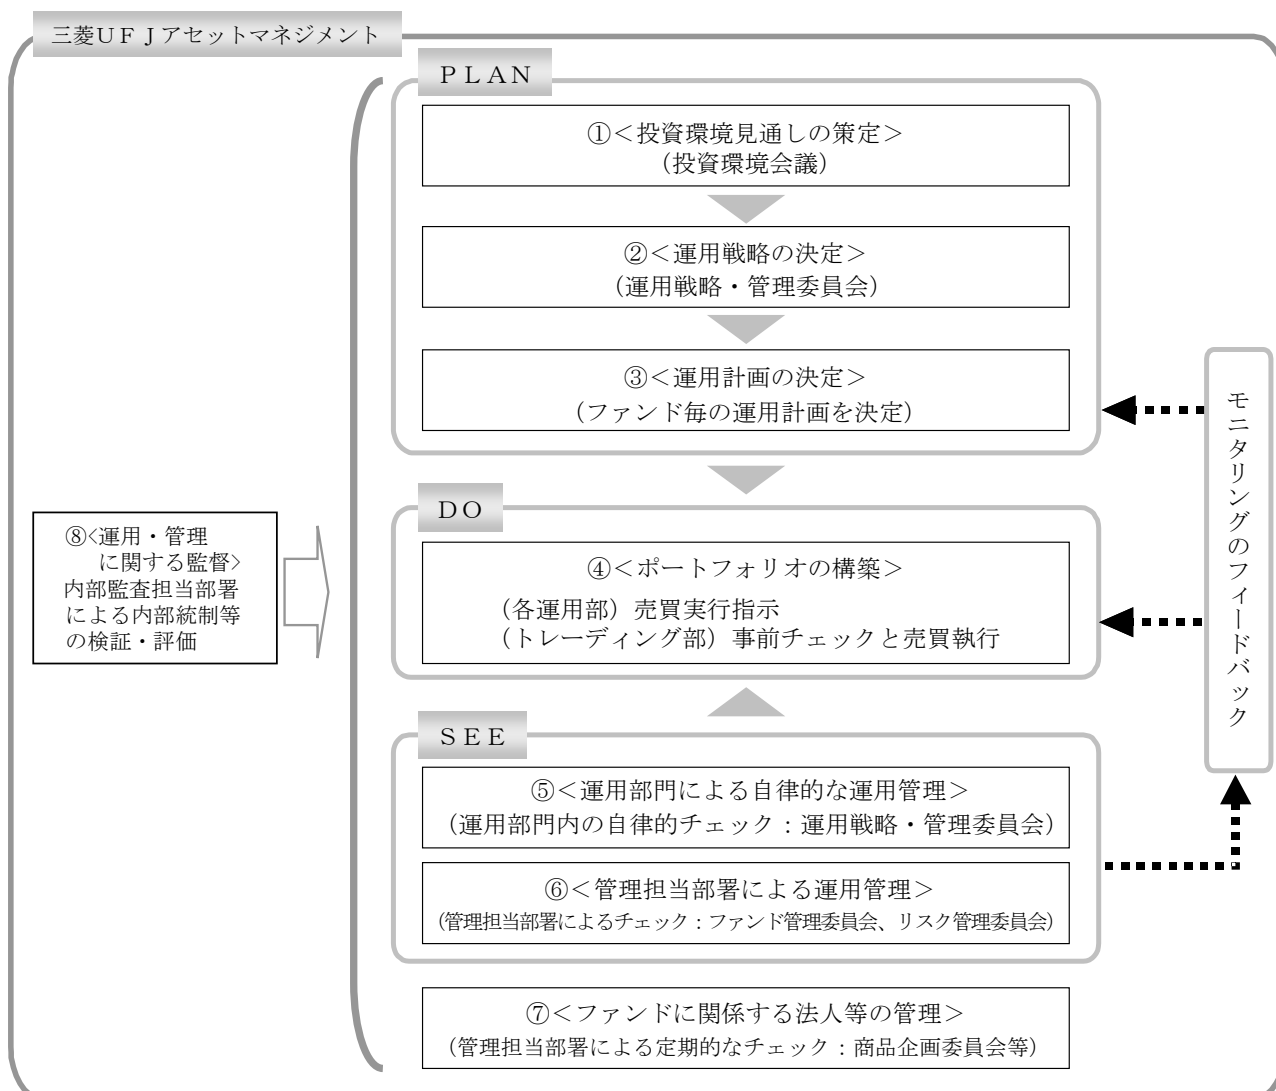 三菱ＵＦＪアセットマネジメント
ＰＬＡＮ
①＜投資環境見通しの策定＞
（投資環境会議）
②＜運用戦略の決定＞
（運用戦略・管理委員会）
③＜運用計画の決定＞
（ファンド毎の運用計画を決定）
ＤＯ
④＜ポートフォリオの構築＞
（各運用部）売買実行指示
（トレーディング部）事前チェックと売買執行
ＳＥＥ
⑤＜運用部門による自律的な運用管理＞
（運用部門内の自律的チェック：運用戦略・管理委員会）
⑥＜管理担当部署による運用管理＞
（管理担当部署によるチェック：ファンド管理委員会、リスク管理委員会）
⑦＜ファンドに関係する法人等の管理＞
（管理担当部署による定期的なチェック：商品企画委員会等）
⑧<運用・管理
に関する監督>
内部監査担当部署
による内部統制等
の検証・評価
モニタリングのフィードバック